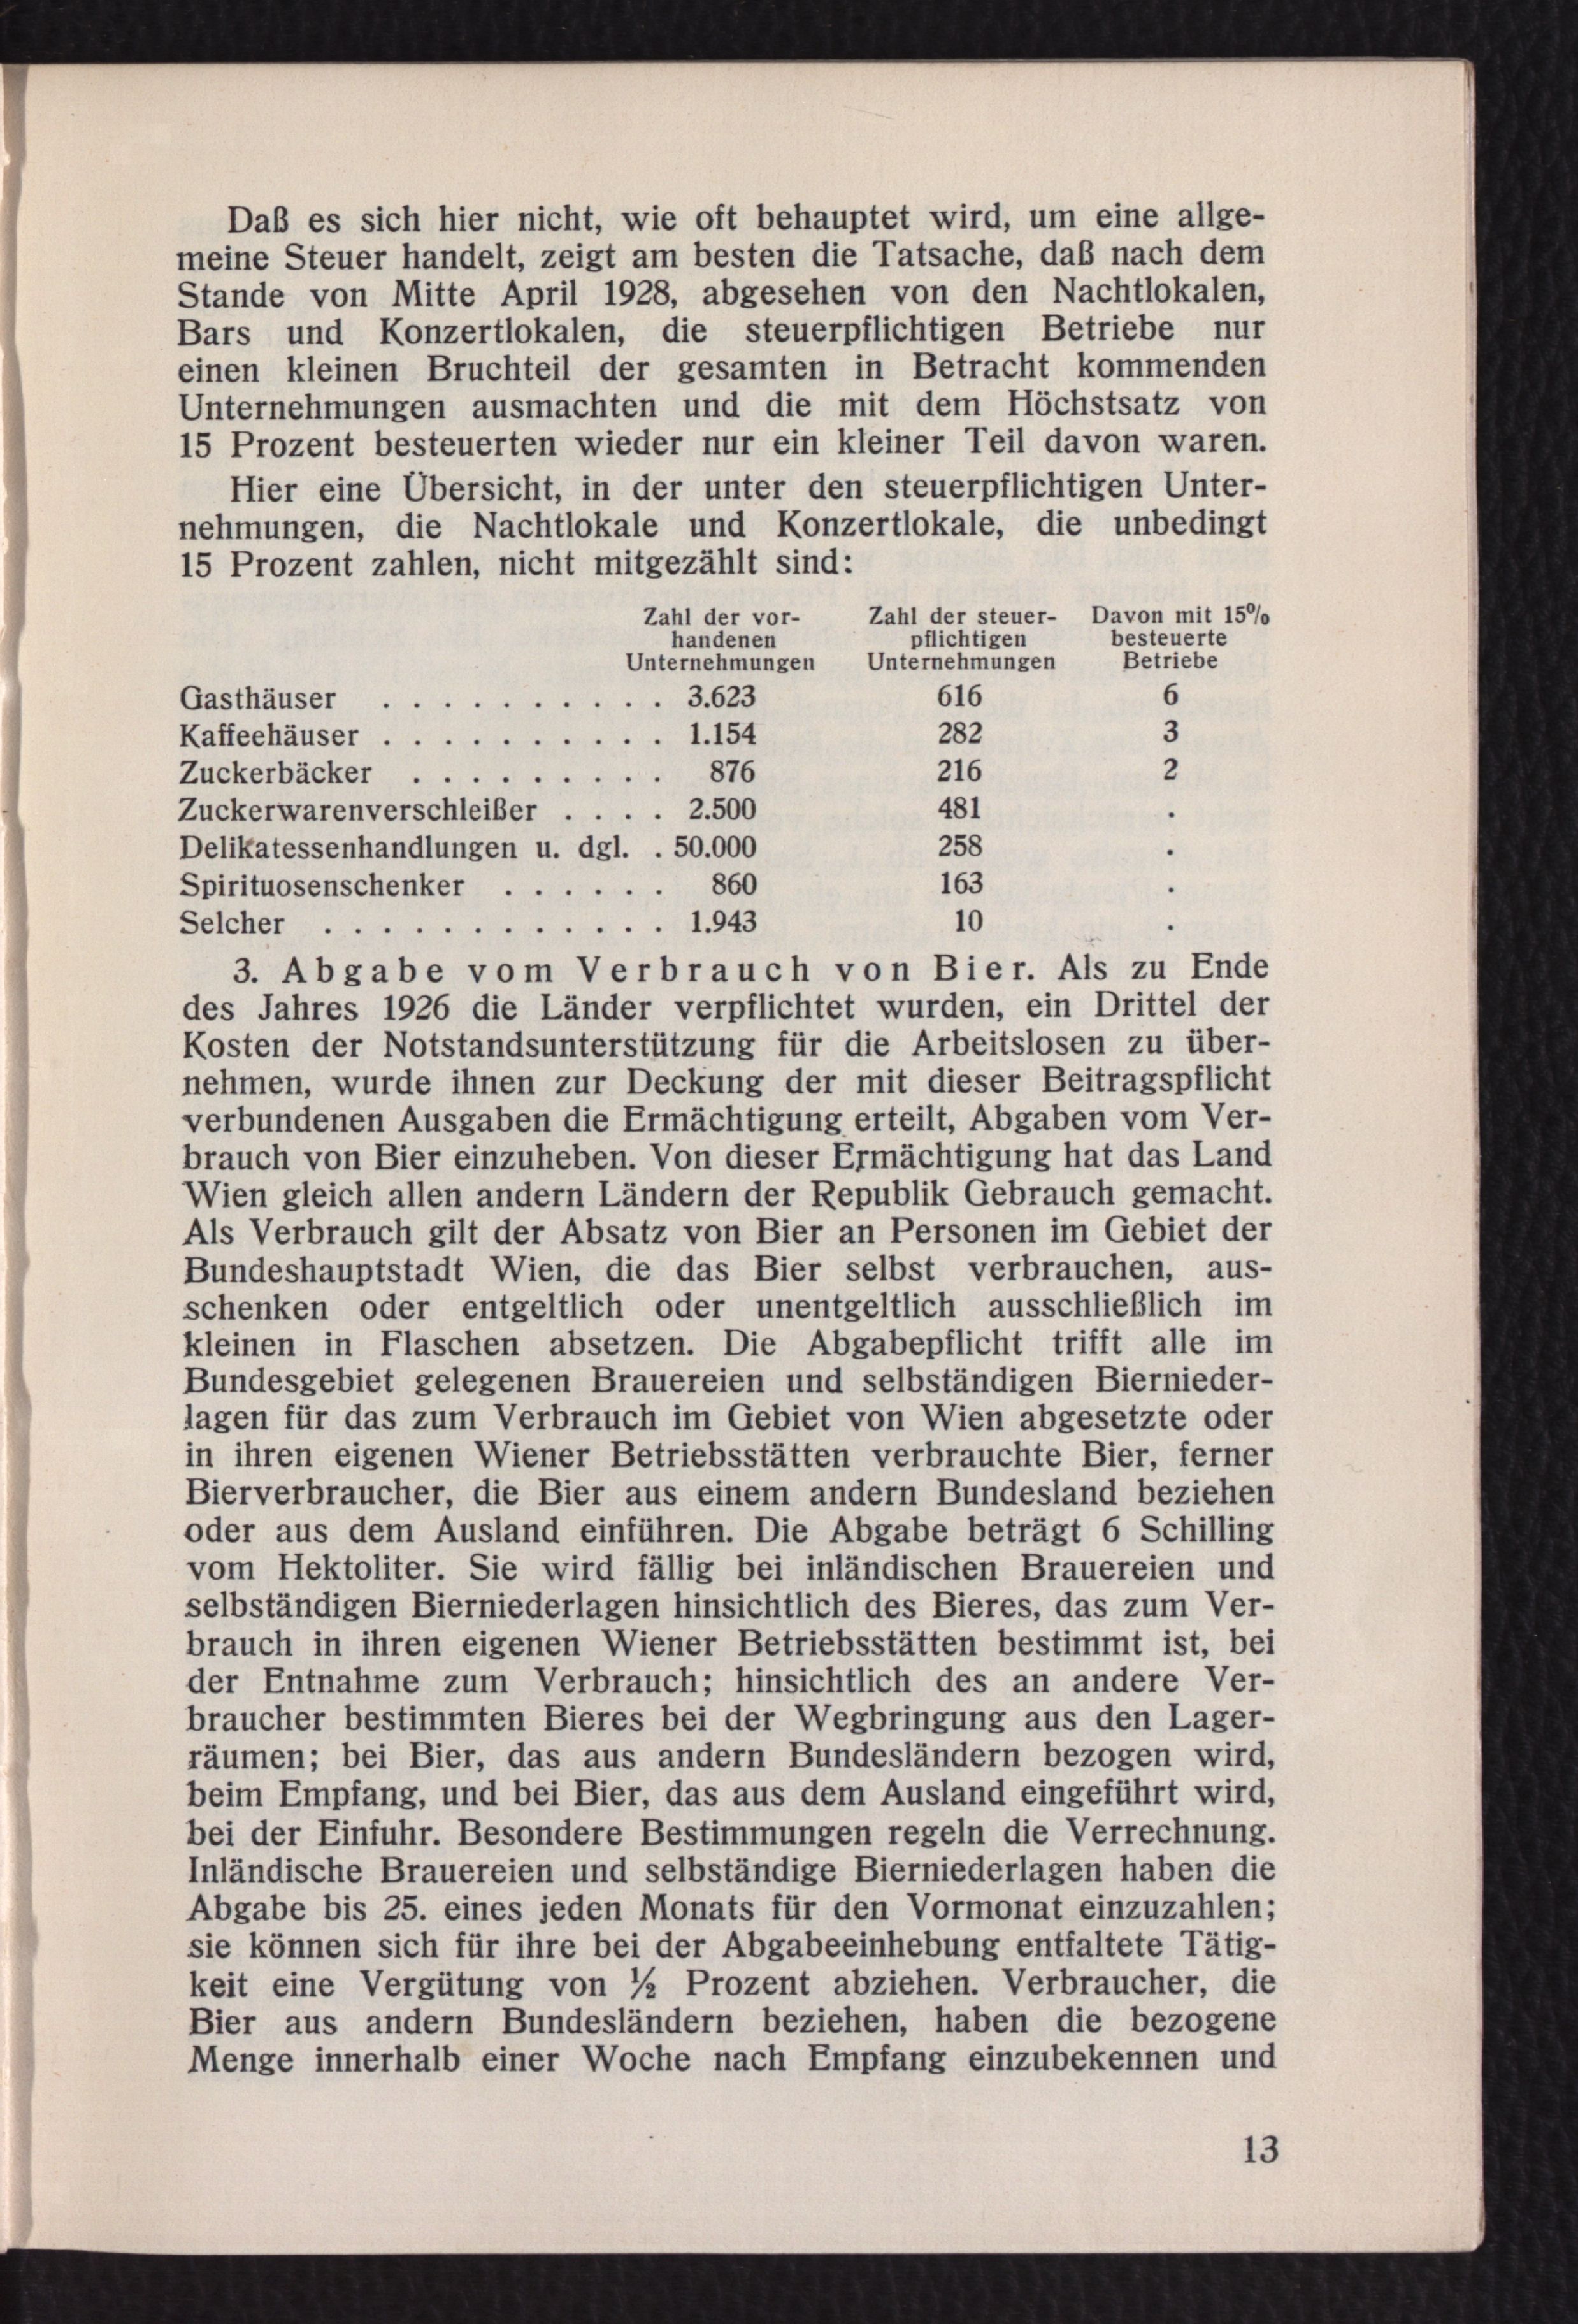 Daß es sich hier nicht, wie oft behauptet wird, um eine allge-
meine Steuer handelt, zeigt am besten die Tatsache, daß nach dem
Stande von Mitte April 1928, abgesehen von den Nachtlokalen,
Bars und Konzertlokalen, die steuerpflichtigen Betriebe nur
einen kleinen Bruchteil der gesamten in Betracht kommenden
Unternehmungen ausmachten und die mit dem Höchstsatz von
15 Prozent besteuerten wieder nur ein kleiner Teil davon waren.
Hier eine Übersicht, in der unter den steuerpflichtigen Unter-
nehmungen, die Nachtlokale und Konzertlokale, die unbedingt
15 Prozent zahlen, nicht mitgezählt sind:
Zahl der vor- Zahl der steuer- Davon mit 15%
handenen pflichtigen besteuerte
Unternehmungen Unternehmungen Betriebe
Gasthäuser . . . . . . . . . . 3.623 616 6
Kaffeehäuser . . . . . . . . . . 1.154 282 3
Zuckerbäcker . . . . . . . . . 876 216 2
Zuckerwarenverschleißer . . . . 2.500 481 .
Delikatessenhandlungen u. dgl. . 50.000 258 .
Spirituosenschenker . . . . . . 860 163 .
Selcher . . . . . . . . . . . . 1.943 10 .
3. Abgabe vom Verbrauch von Bier. Als zu Ende
des Jahres 1926 die Länder verpflichtet wurden, ein Drittel der
Kosten der Notstandsunterstützung für die Arbeitslosen zu über-
nehmen, wurde ihnen zur Deckung der mit dieser Beitragspflicht
verbundenen Ausgaben die Ermächtigung erteilt, Abgaben vom Ver-
brauch von Bier einzuheben. Von dieser Ermächtigung hat das Land
Wien gleich allen andern Ländern der Republik Gebrauch gemacht.
Als Verbrauch gilt der Absatz von Bier an Personen im Gebiet der
Bundeshauptstadt Wien, die das Bier selbst verbrauchen, aus-
schenken oder entgeltlich oder unentgeltlich ausschließlich im
kleinen in Flaschen absetzen. Die Abgabepflicht trifft alle im
Bundesgebiet gelegenen Brauereien und selbständigen Biernieder-
lagen für das zum Verbrauch im Gebiet von Wien abgesetzte oder
in ihren eigenen Wiener Betriebsstätten verbrauchte Bier, ferner
Bierverbraucher, die Bier aus einem andern Bundesland beziehen
oder aus dem Ausland einführen. Die Abgabe beträgt 6 Schilling
vom Hektoliter. Sie wird fällig bei inländischen Brauereien und
selbständigen Bierniederlagen hinsichtlich des Bieres, das zum Ver-
brauch in ihren eigenen Wiener Betriebsstätten bestimmt ist, bei
der Entnahme zum Verbrauch; hinsichtlich des an andere Ver-
braucher bestimmten Bieres bei der Wegbringung aus den Lager-
räumen; bei Bier, das aus andern Bundesländern bezogen wird,
beim Empfang, und bei Bier, das aus dem Ausland eingeführt wird,
bei der Einfuhr. Besondere Bestimmungen regeln die Verrechnung.
Inländische Brauereien und selbständige Bierniederlagen haben die
Abgabe bis 25. eines jeden Monats für den Vormonat einzuzahlen;
sie können sich für ihre bei der Abgabeeinhebung entfaltete Tätig-
keit eine Vergütung von ½ Prozent abziehen. Verbraucher, die
Bier aus andern Bundesländern beziehen, haben die bezogene
Menge innerhalb einer Woche nach Empfang einzubekennen und
13